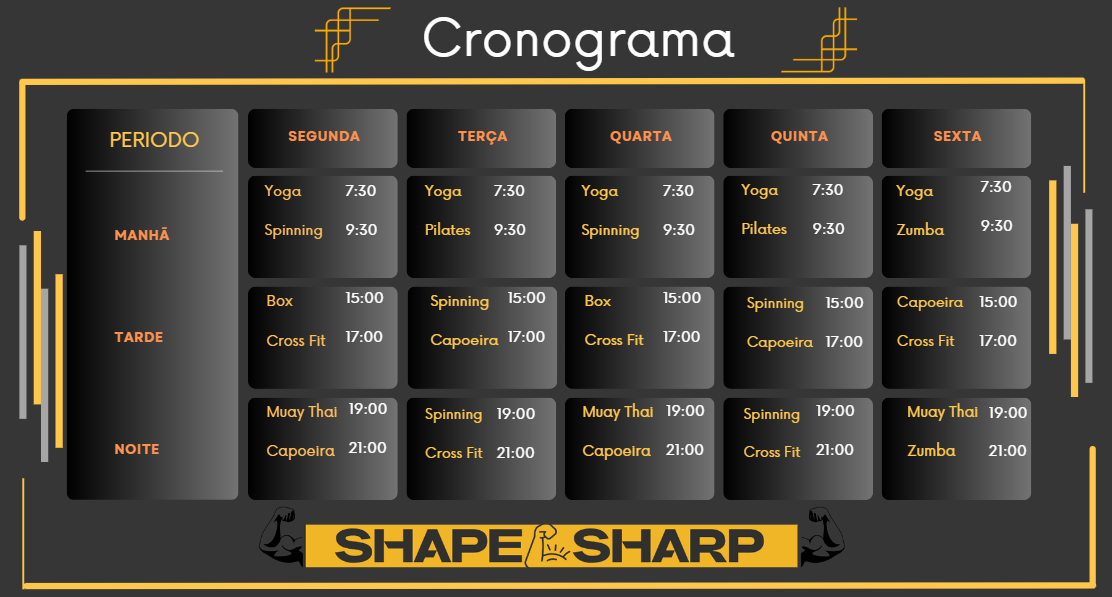 Cronograma
PERIODO SEGUNDA TERÇA QUARTA QUINTA SEXTA
MANHÃ
Yoga 7:30 Yoga 7:30 Yoga 7:30 Yoga 7:30 Yoga 7:30
Spinning 9:30 Pilates 9:30 Spinning 9:30 Pilates 9:30 Zumba 9:30
TARDE
Box 15:00 Spinning 15:00 Box 15:00 Spinning 15:00 Capoeira 15:00
Cross Fit 17:00 Capoeira 17:00 Cross Fit 17:00 Capoeira 17:00 Cross Fit 17:00
NOITE
Muay Thai 19:00 Spinning 19:00 Muay Thai 19:00 Spinning 19:00 Muay Thai 19:00
Capoeira 21:00 Cross Fit 21:00 Capoeira 21:00 Cross Fit 21:00 Zumba 21:00
SHAPE SHARP